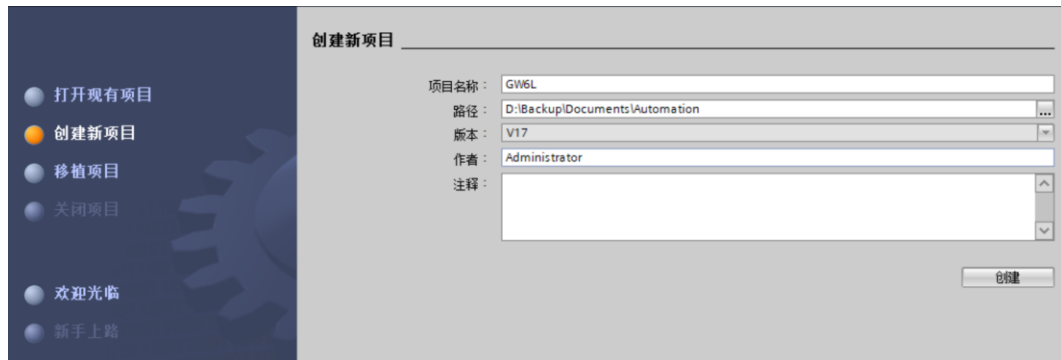 创建新项目
打开现有项目
创建新项目
移植项目
关闭项目
欢迎光临
新手上路
项目名称： GW6L
路径： D:\Backup\Documents\Automation ...
版本： V17
作者： Administrator
注释：
创建